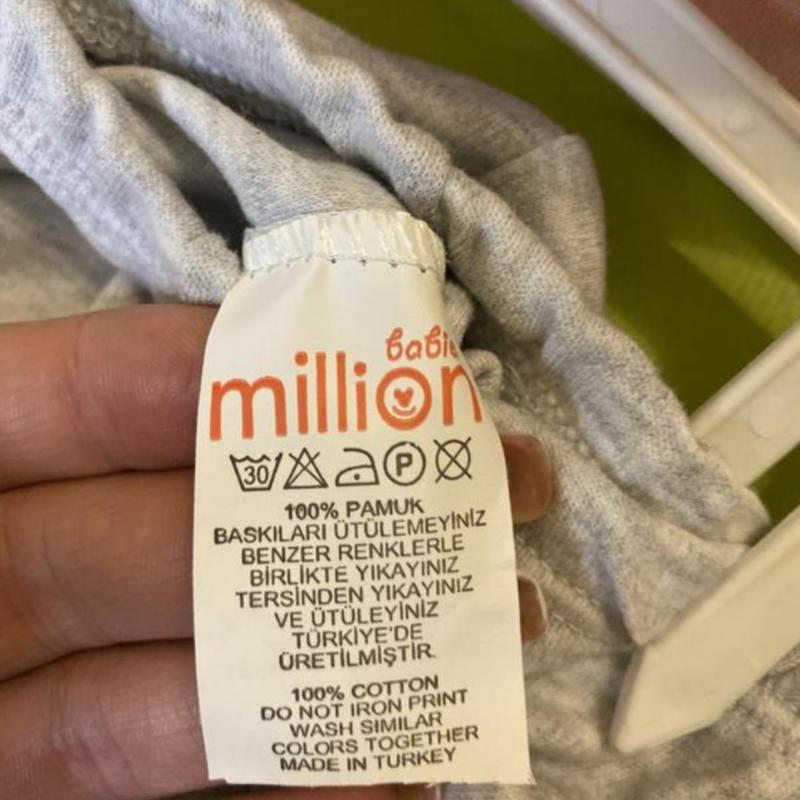 million
30 P
100% PAMUK
BASKILARI ÜTÜLEMEYİNİZ
BENZER RENKLERLE
BİRLİKTE YIKAYINIZ
TERSİNDEN YIKAYINIZ
VE ÜTÜLEYİNİZ
TÜRKİYE'DE
ÜRETİLMİŞTİR.
100% COTTON
DO NOT IRON PRINT
WASH SIMILAR
COLORS TOGETHER
MADE IN TURKEY